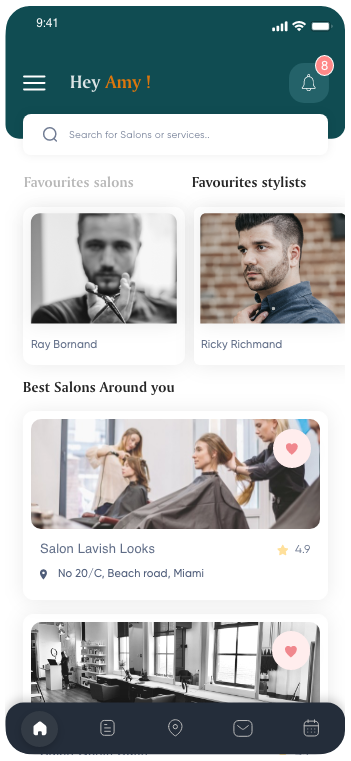 9:41
8
Hey Amy !
Search for Salons or services..
Favourites salons
Favourites stylists
Ray Bornand
Ricky Richmand
Best Salons Around you
Salon Lavish Looks
4.9
No 20/C, Beach road, Miami